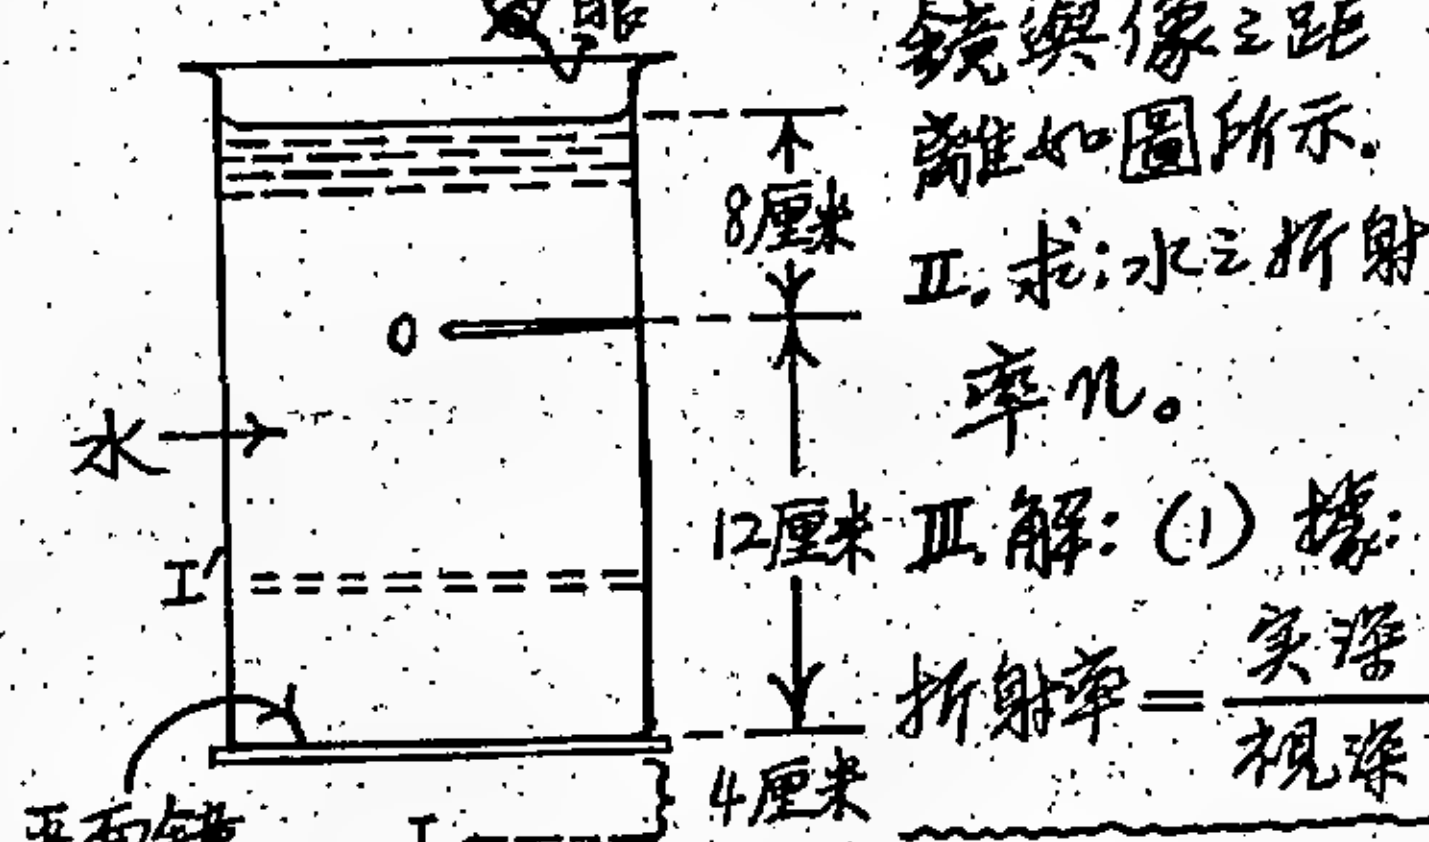 鏡與像之距
離如圖所示。
8厘米
II. 求:水之折射
O
率n。
水
12厘米
III. 解:(1) 據:
I'
折射率=实深/視深
4厘米
I